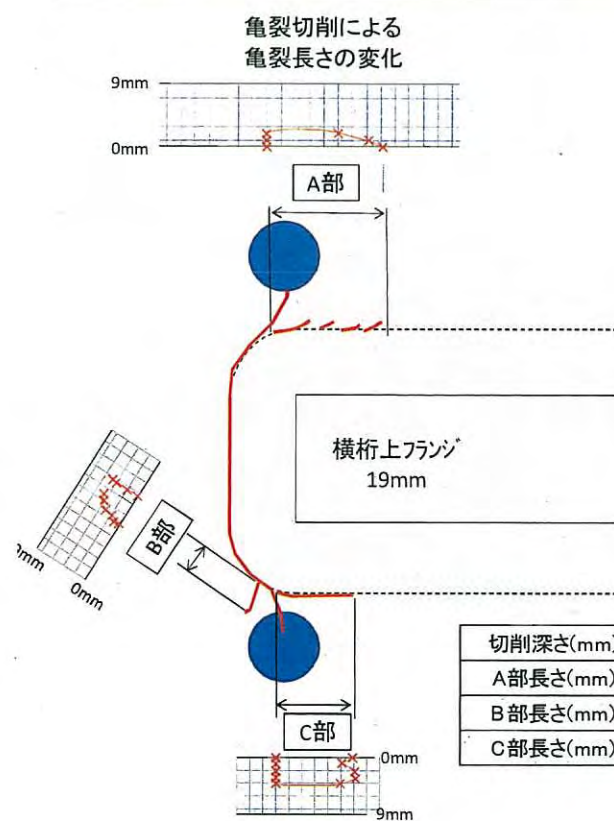 亀裂切削による
亀裂長さの変化
9mm
0mm
A部
横桁上フランジ
19mm
B部
0mm
切削深さ(mm)
A部長さ(mm)
B部長さ(mm)
C部長さ(mm)
C部
0mm
9mm